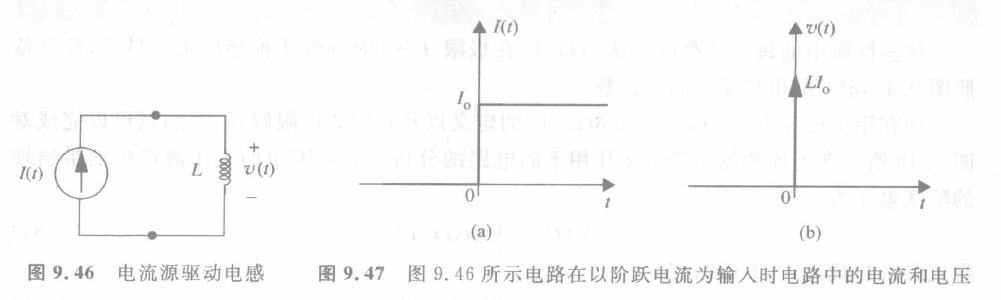 I(t)
L
+
v(t)
−
I(t)
I₀
0
t
(a)
v(t)
LI₀
0
t
(b)
图 9.46 电流源驱动电感
图 9.47 图 9.46 所示电路在以阶跃电流为输入时电路中的电流和电压